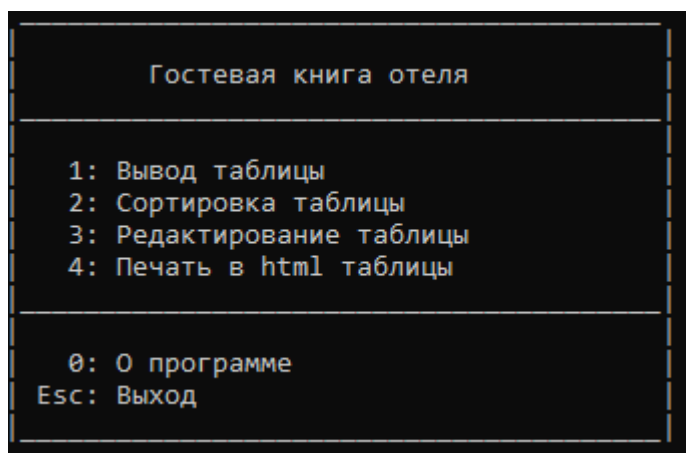 Гостевая книга отеля
1: Вывод таблицы
2: Сортировка таблицы
3: Редактирование таблицы
4: Печать в html таблицы
0: О программе
Esc: Выход